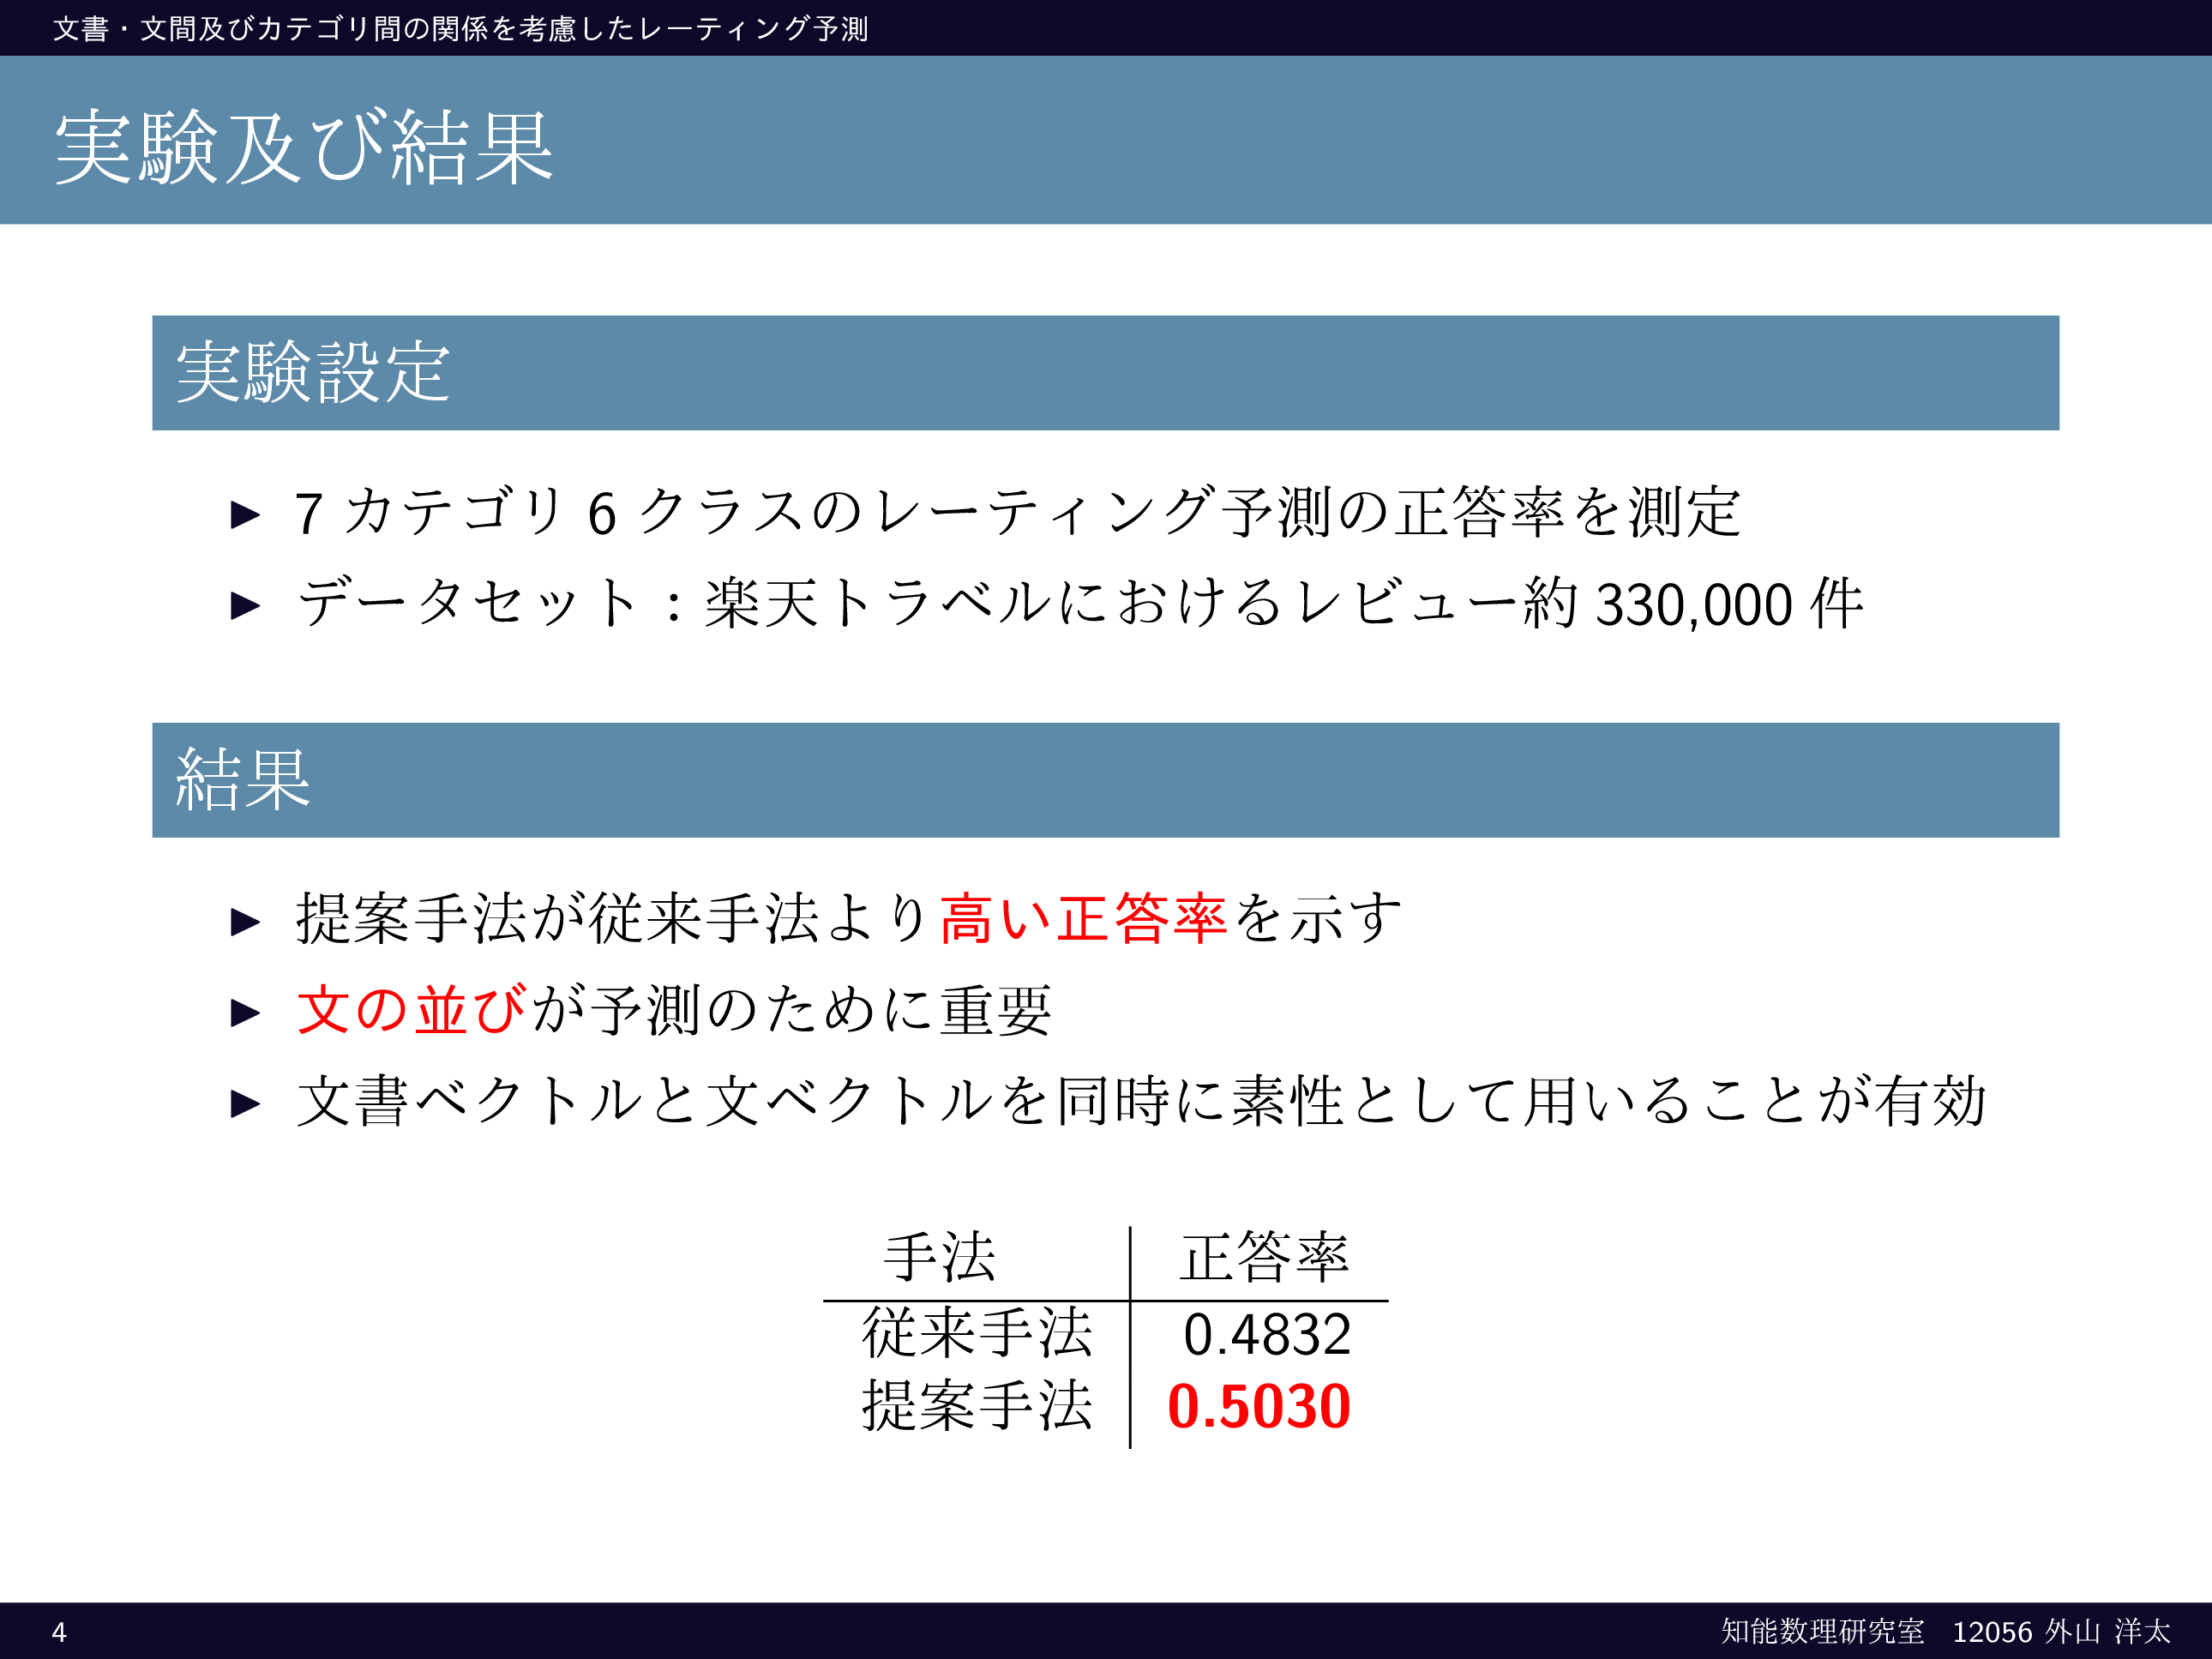 文書・文間及びカテゴリ間の関係を考慮したレーティング予測
実験及び結果
実験設定
▶ 7 カテゴリ 6 クラスのレーティング予測の正答率を測定
▶ データセット：楽天トラベルにおけるレビュー約 330,000 件
結果
▶ 提案手法が従来手法より高い正答率を示す
▶ 文の並びが予測のために重要
▶ 文書ベクトルと文ベクトルを同時に素性として用いることが有効
手法 正答率
従来手法 0.4832
提案手法 0.5030
4 知能数理研究室 12056 外山 洋太